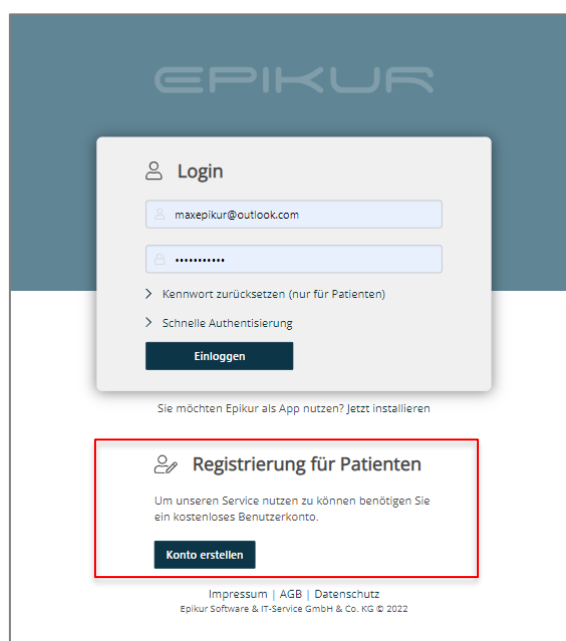 EPIKUR
Login
maxepikur@outlook.com
•••••••••••
> Kennwort zurücksetzen (nur für Patienten)
> Schnelle Authentisierung
Einloggen
Sie möchten Epikur als App nutzen? Jetzt installieren
Registrierung für Patienten
Um unseren Service nutzen zu können benötigen Sie
ein kostenloses Benutzerkonto.
Konto erstellen
Impressum | AGB | Datenschutz
Epikur Software & IT-Service GmbH & Co. KG © 2022